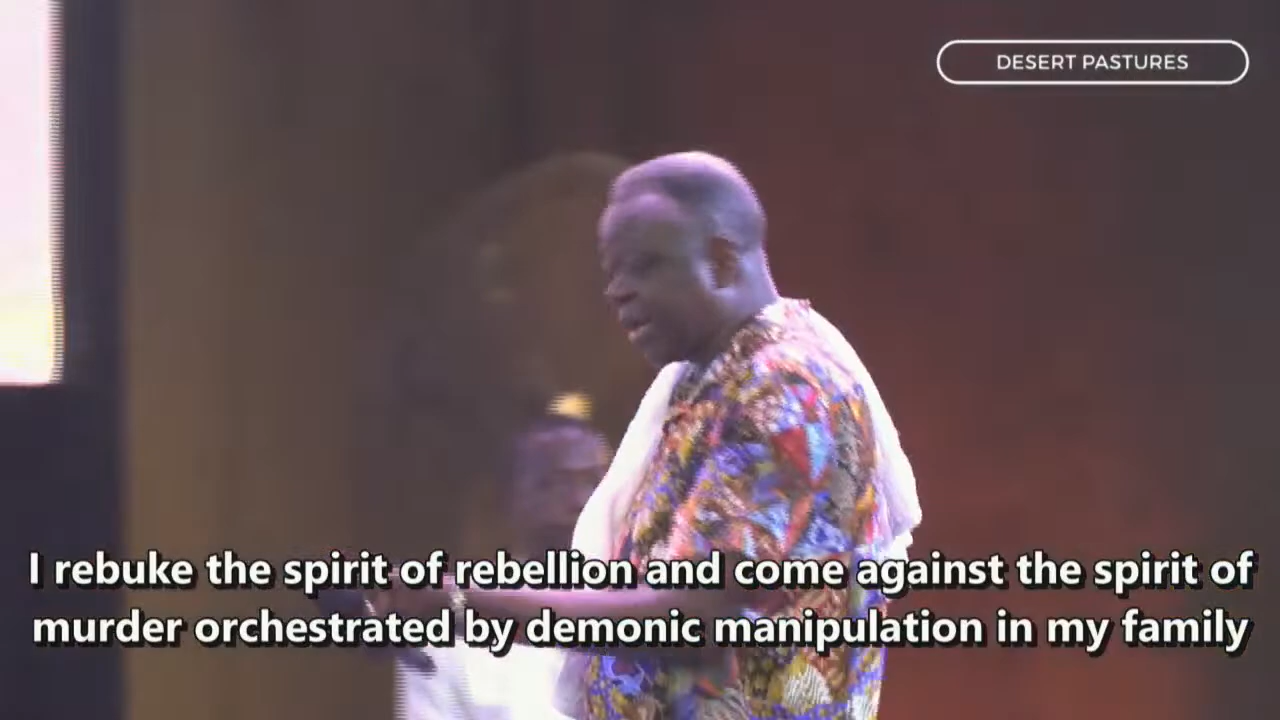 DESERT PASTURES
I rebuke the spirit of rebellion and come against the spirit of
murder orchestrated by demonic manipulation in my family